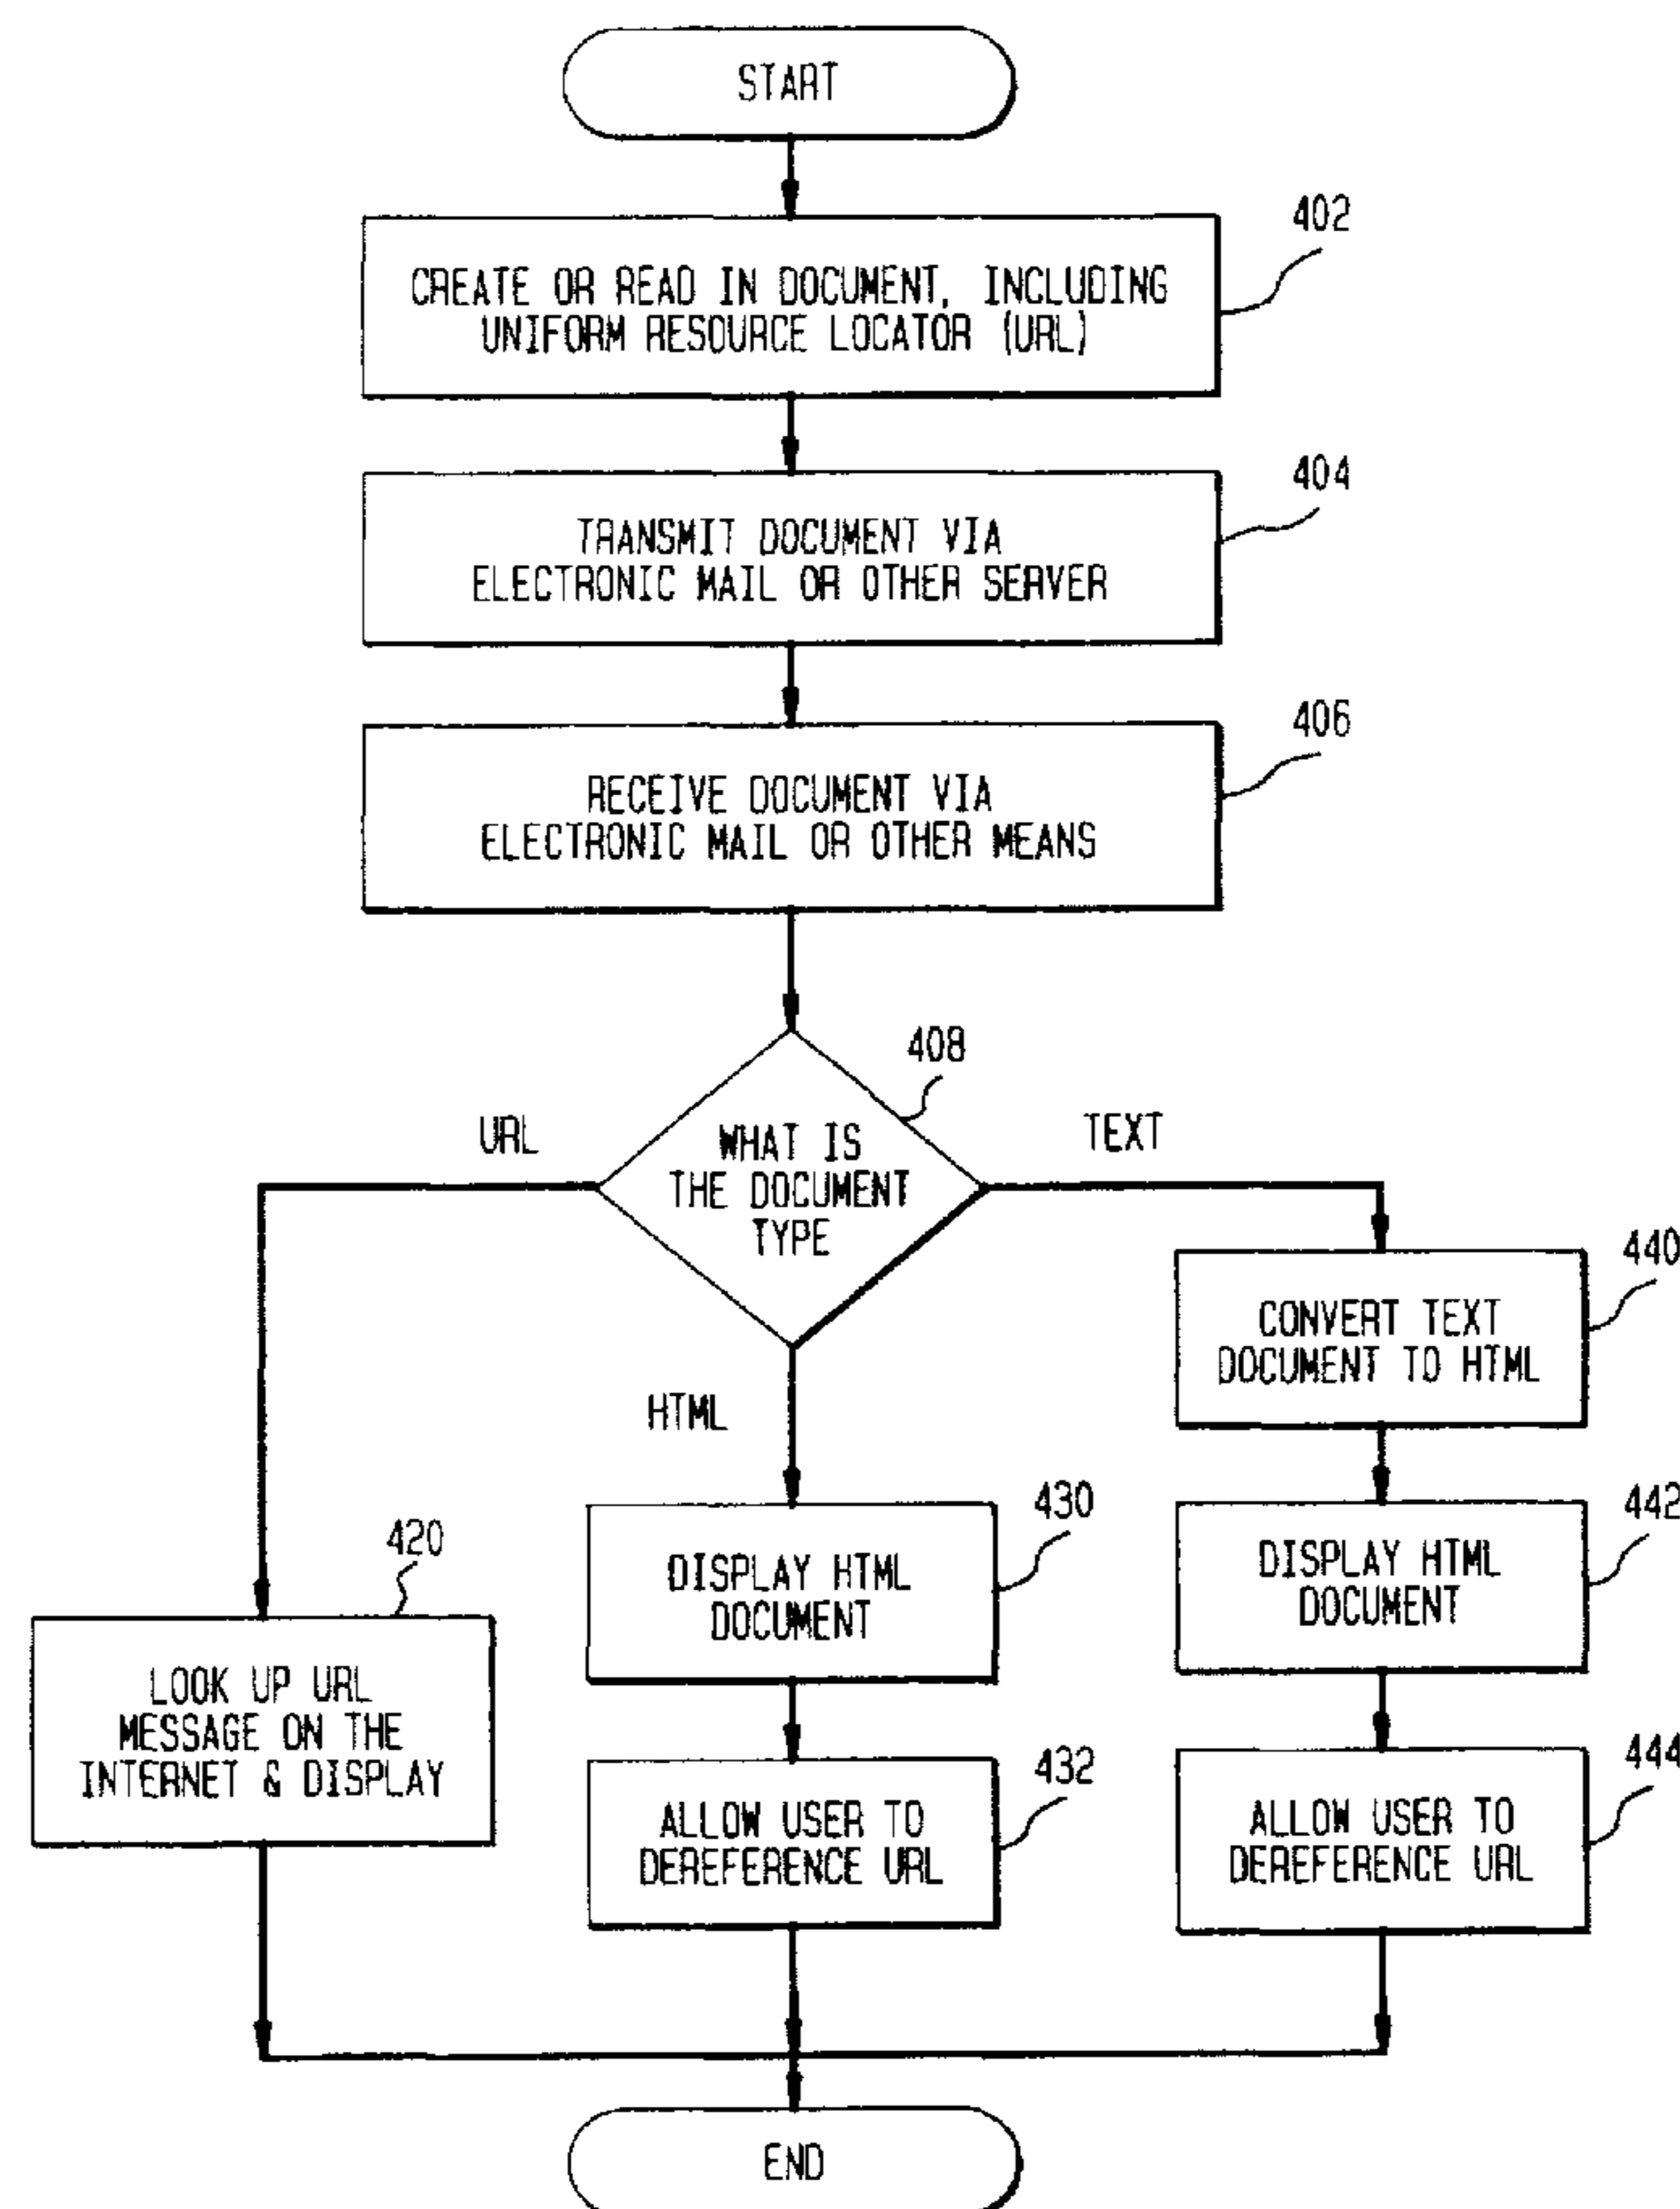 START
402
CREATE OR READ IN DOCUMENT, INCLUDING
UNIFORM RESOURCE LOCATOR (URL)
404
TRANSMIT DOCUMENT VIA
ELECTRONIC MAIL OR OTHER SERVER
406
RECEIVE DOCUMENT VIA
ELECTRONIC MAIL OR OTHER MEANS
408
URL
WHAT IS
THE DOCUMENT
TYPE
TEXT
440
CONVERT TEXT
DOCUMENT TO HTML
HTML
430
DISPLAY HTML
DOCUMENT
442
DISPLAY HTML
DOCUMENT
420
LOOK UP URL
MESSAGE ON THE
INTERNET & DISPLAY
432
ALLOW USER TO
DEREFERENCE URL
444
ALLOW USER TO
DEREFERENCE URL
END